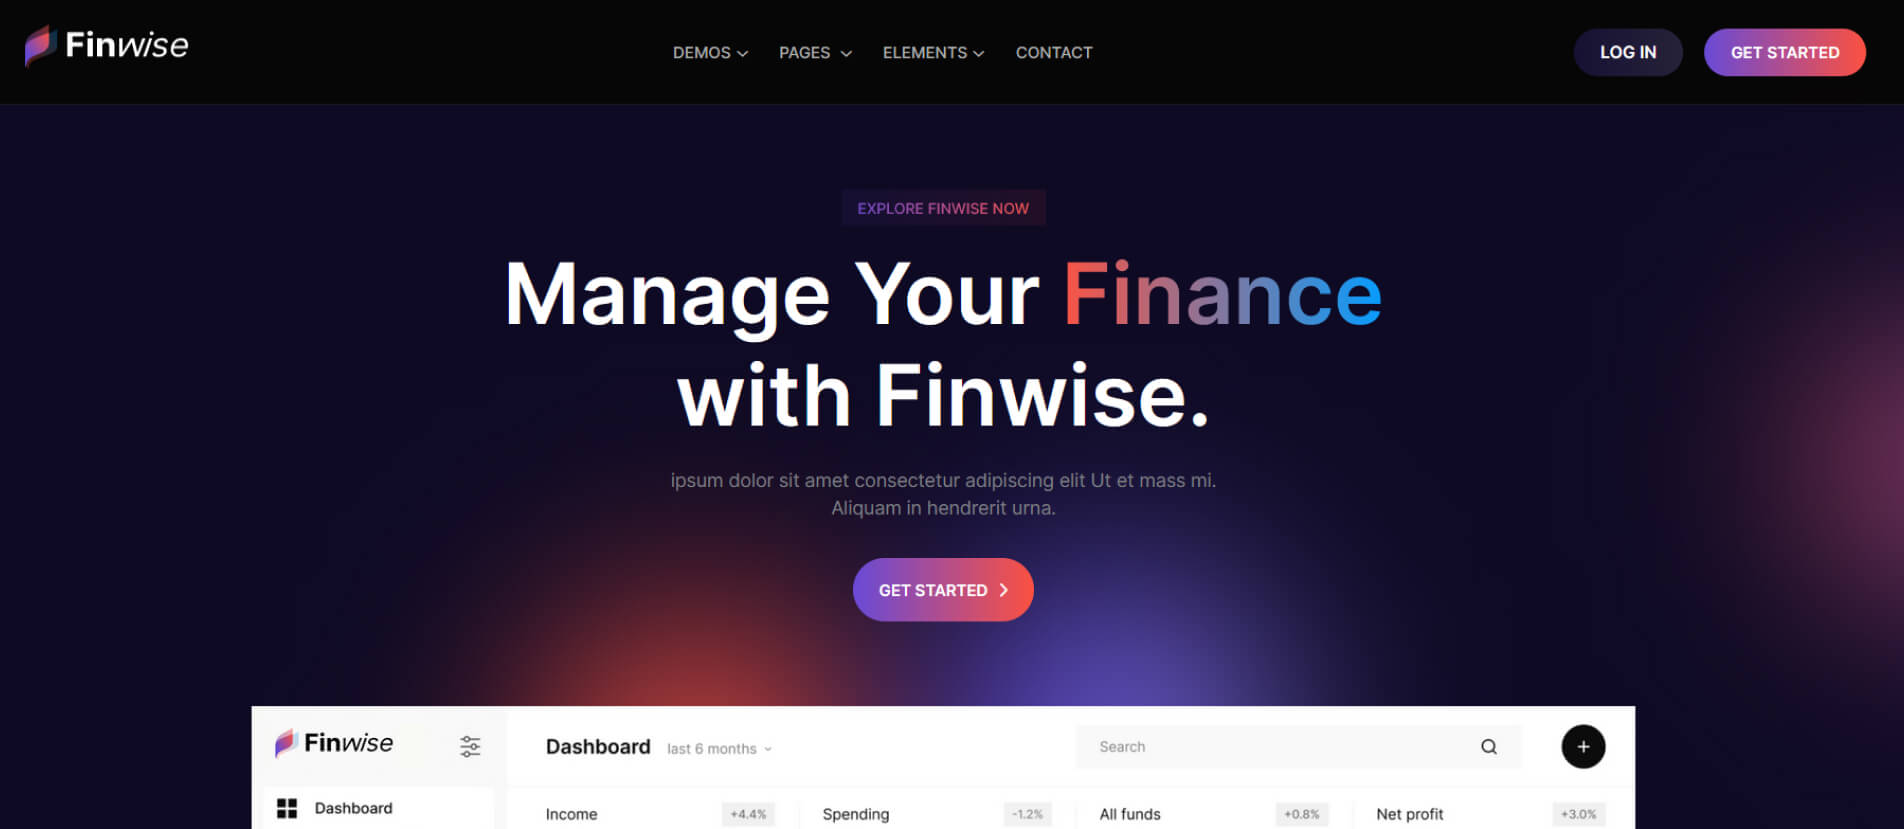 Finwise
DEMOS PAGES ELEMENTS CONTACT
LOG IN
GET STARTED
EXPLORE FINWISE NOW
Manage Your Finance
with Finwise.
ipsum dolor sit amet consectetur adipiscing elit Ut et mass mi.
Aliquam in hendrerit urna.
GET STARTED
Finwise
Dashboard
Dashboard last 6 months
Search
+
Income +4.4%
Spending -1.2%
All funds +0.8%
Net profit +3.0%